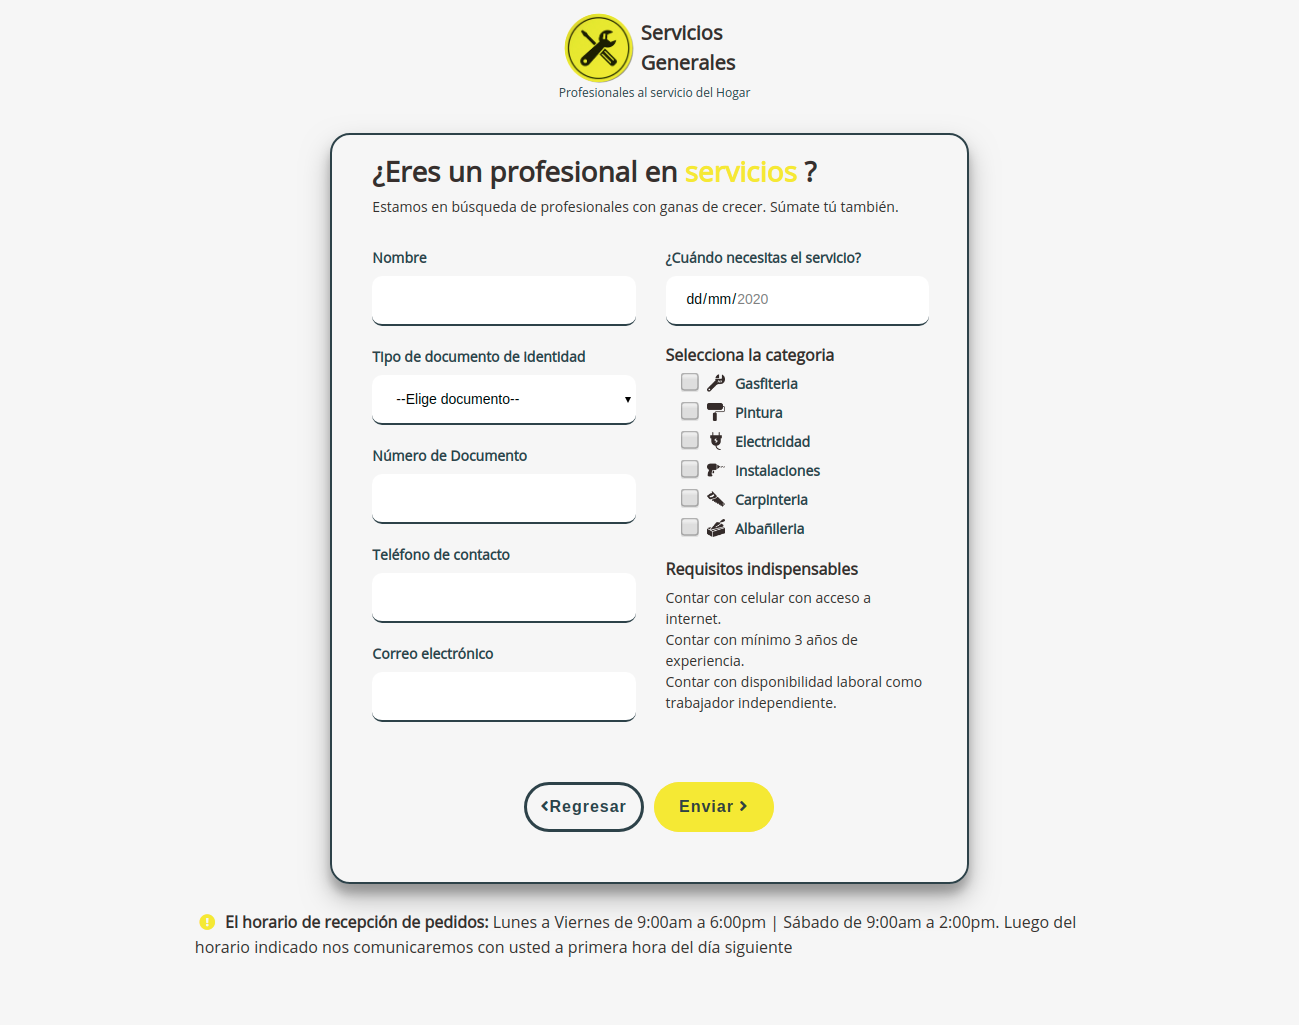 Servicios
Generales
Profesionales al servicio del Hogar
¿Eres un profesional en servicios ?
Estamos en búsqueda de profesionales con ganas de crecer. Súmate tú también.
Nombre
Tipo de documento de identidad
--Elige documento--
Número de Documento
Teléfono de contacto
Correo electrónico
¿Cuándo necesitas el servicio?
dd/mm/2020
Selecciona la categoria
Gasfiteria
Pintura
Electricidad
Instalaciones
Carpinteria
Albañileria
Requisitos indispensables
Contar con celular con acceso a
internet.
Contar con mínimo 3 años de
experiencia.
Contar con disponibilidad laboral como
trabajador independiente.
Regresar
Enviar
El horario de recepción de pedidos: Lunes a Viernes de 9:00am a 6:00pm | Sábado de 9:00am a 2:00pm. Luego del
horario indicado nos comunicaremos con usted a primera hora del día siguiente